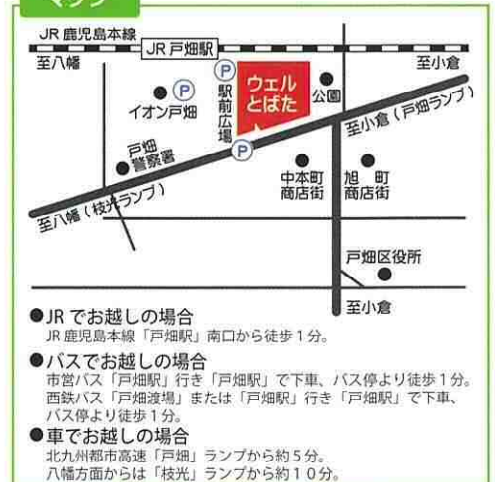 マップ
JR 鹿児島本線
JR 戸畑駅
至八幡
至小倉
P
P
ウェル
とばた
公園
イオン戸畑
駅前広場
至小倉（戸畑ランプ）
P
戸畑
警察署
中本町
商店街
旭町
商店街
至八幡（枝光ランプ）
戸畑区役所
至小倉
●JR でお越しの場合
JR 鹿児島本線「戸畑駅」南口から徒歩１分。
●バスでお越しの場合
市営バス「戸畑駅」行き「戸畑駅」で下車、バス停より徒歩１分。
西鉄バス「戸畑渡場」または「戸畑駅」行き「戸畑駅」で下車、
バス停より徒歩１分。
●車でお越しの場合
北九州都市高速「戸畑」ランプから約５分。
八幡方面からは「枝光」ランプから約１０分。